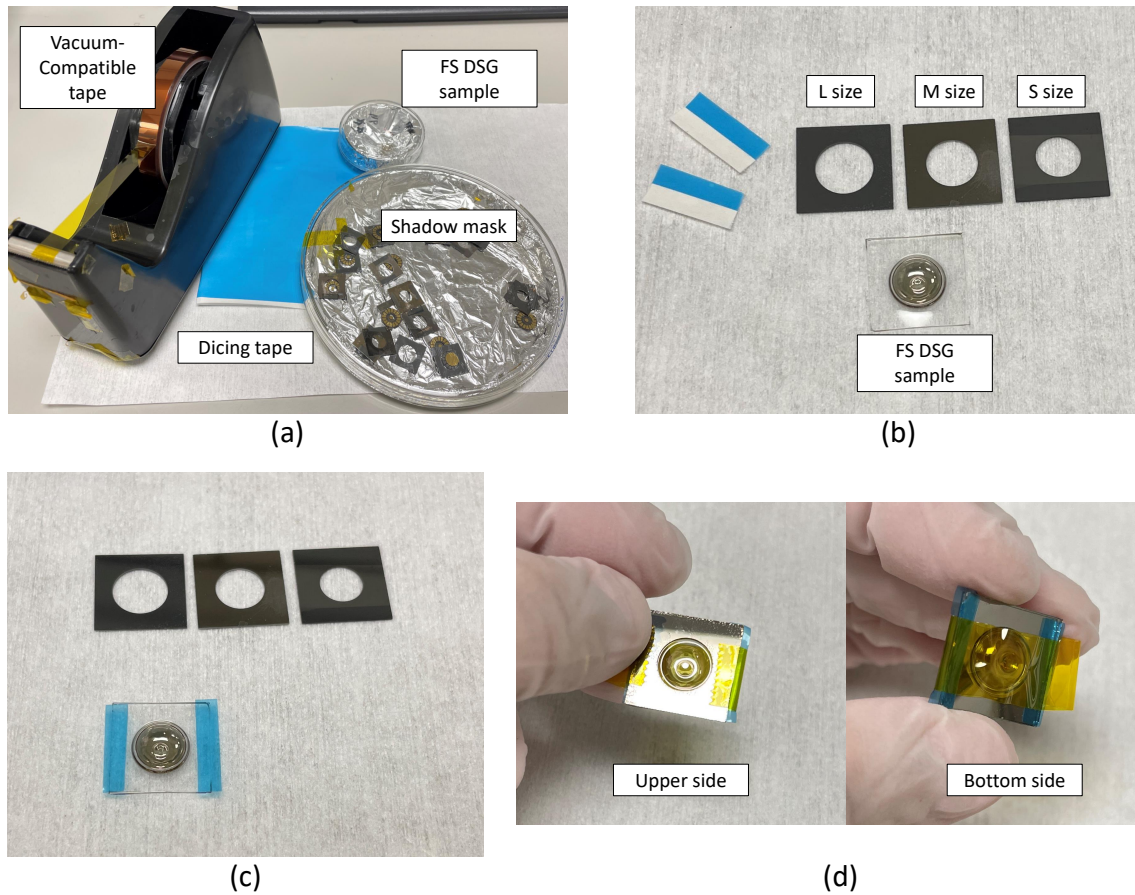 Vacuum-
Compatible
tape
FS DSG
sample
Shadow mask
Dicing tape
(a)
L size
M size
S size
FS DSG
sample
(b)
(c)
Upper side
Bottom side
(d)